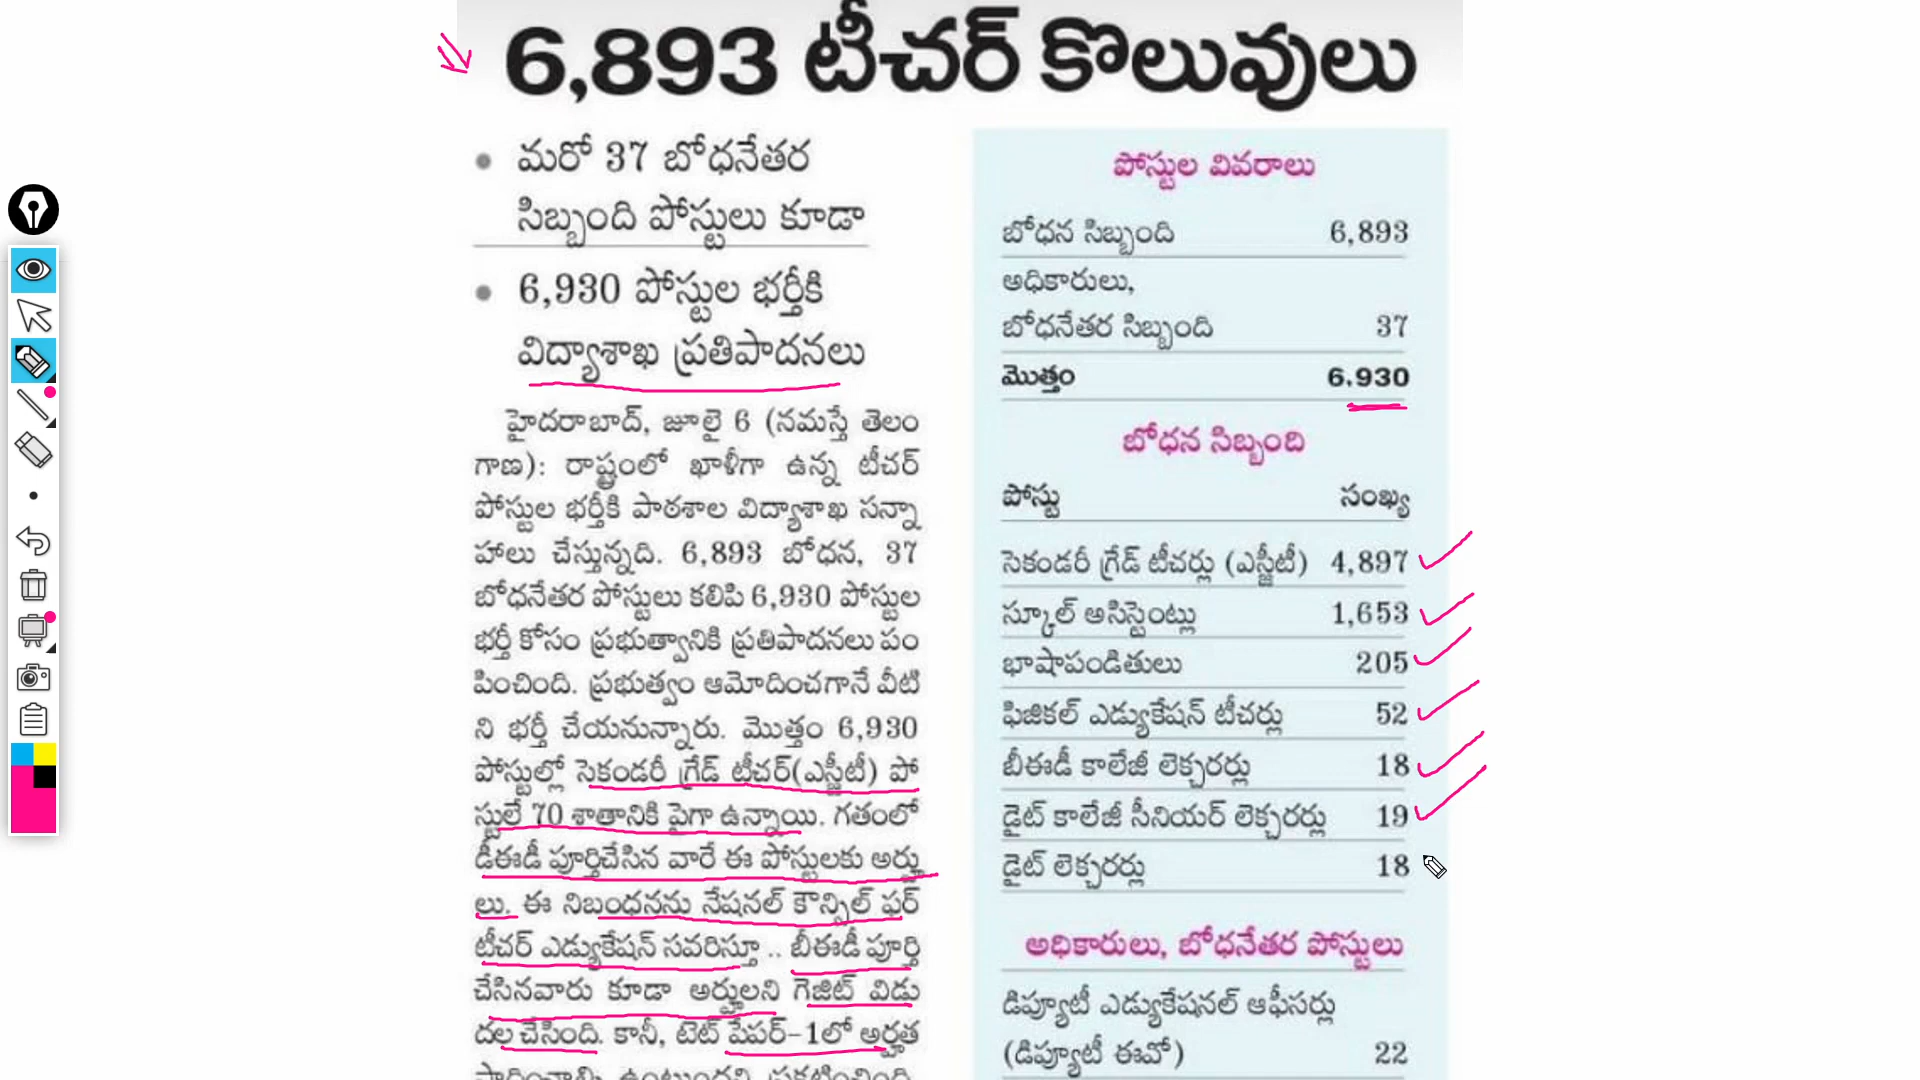 6,893 టీచర్ కొలువులు
• మరో 37 బోధనేతర
సిబ్బంది పోస్టులు కూడా
• 6,930 పోస్టుల భర్తీకి
విద్యాశాఖ ప్రతిపాదనలు
హైదరాబాద్, జూలై 6 (నమస్తే తెలం
గాణ): రాష్ట్రంలో ఖాళీగా ఉన్న టీచర్
పోస్టుల భర్తీకి పాఠశాల విద్యాశాఖ సన్నా
హాలు చేస్తున్నది. 6,893 బోధన, 37
బోధనేతర పోస్టులు కలిపి 6,930 పోస్టుల
భర్తీ కోసం ప్రభుత్వానికి ప్రతిపాదనలు పం
పించింది. ప్రభుత్వం ఆమోదించగానే వీటి
ని భర్తీ చేయనున్నారు. మొత్తం 6,930
పోస్టుల్లో సెకండరీ గ్రేడ్ టీచర్(ఎస్జీటీ) పో
స్టులే 70 శాతానికి పైగా ఉన్నాయి. గతంలో
డీఈడీ పూర్తిచేసిన వారే ఈ పోస్టులకు అర్హు
లు. ఈ నిబంధనను నేషనల్ కౌన్సిల్ ఫర్
టీచర్ ఎడ్యుకేషన్ సవరిస్తూ.. బీఈడీ పూర్తి
చేసినవారు కూడా అర్హులని గెజిట్ విడు
దల చేసింది. కానీ, టెట్ పేపర్-1లో అర్హత
పోస్టుల వివరాలు
బోధన సిబ్బంది 6,893
అధికారులు,
బోధనేతర సిబ్బంది 37
మొత్తం 6.930
బోధన సిబ్బంది
పోస్టు సంఖ్య
సెకండరీ గ్రేడ్ టీచర్లు (ఎస్జీటీ) 4,897
స్కూల్ అసిస్టెంట్లు 1,653
భాషాపండితులు 205
ఫిజికల్ ఎడ్యుకేషన్ టీచర్లు 52
బీఈడీ కాలేజీ లెక్చరర్లు 18
డైట్ కాలేజీ సీనియర్ లెక్చరర్లు 19
డైట్ లెక్చరర్లు 18
అధికారులు, బోధనేతర పోస్టులు
డిప్యూటీ ఎడ్యుకేషనల్ ఆఫీసర్లు
(డిప్యూటీ ఈవో) 22